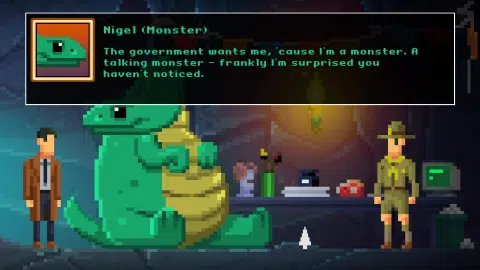 Nigel (Monster)
The government wants me, 'cause I'm a monster. A
talking monster - frankly I'm surprised you
haven't noticed.